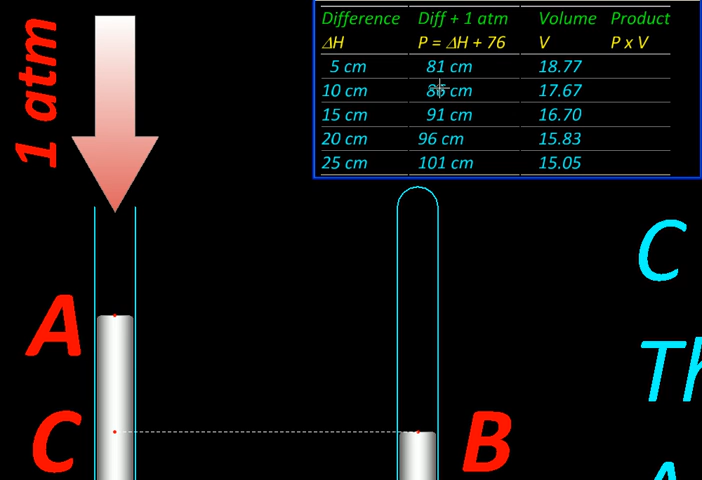 1 atm
Difference Diff + 1 atm Volume Product
ΔH P = ΔH + 76 V P x V
5 cm 81 cm 18.77
10 cm 86 cm 17.67
15 cm 91 cm 16.70
20 cm 96 cm 15.83
25 cm 101 cm 15.05
A
C
B
C
Th
A